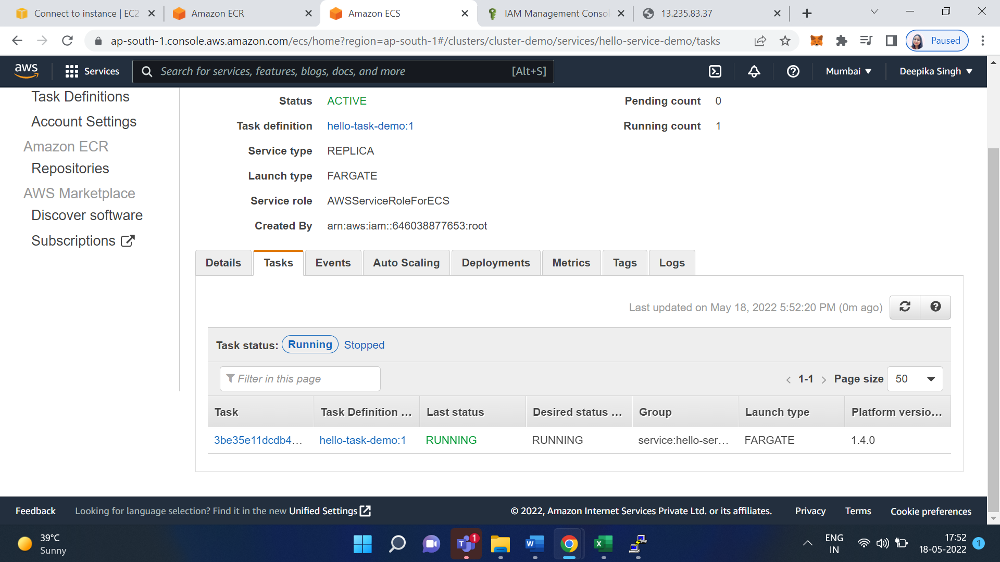 Connect to instance | EC2
Amazon ECR
Amazon ECS
IAM Management Consol
13.235.83.37
ap-south-1.console.aws.amazon.com/ecs/home?region=ap-south-1#/clusters/cluster-demo/services/hello-service-demo/tasks
Paused
aws
Services
Search for services, features, blogs, docs, and more
[Alt+S]
Mumbai
Deepika Singh
Task Definitions
Account Settings
Amazon ECR
Repositories
AWS Marketplace
Discover software
Subscriptions
Status ACTIVE
Pending count 0
Task definition hello-task-demo:1
Running count 1
Service type REPLICA
Launch type FARGATE
Service role AWSServiceRoleForECS
Created By arn:aws:iam::646038877653:root
Details Tasks Events Auto Scaling Deployments Metrics Tags Logs
Last updated on May 18, 2022 5:52:20 PM (0m ago)
Task status: Running Stopped
Filter in this page
1-1 Page size 50
Task Task Definition ... Last status Desired status ... Group Launch type Platform versio...
3be35e11dcdb4... hello-task-demo:1 RUNNING RUNNING service:hello-ser... FARGATE 1.4.0
Feedback Looking for language selection? Find it in the new Unified Settings
© 2022, Amazon Internet Services Private Ltd. or its affiliates. Privacy Terms Cookie preferences
39°C
Sunny
T
1
W
X
ENG
IN
17:52
18-05-2022
1